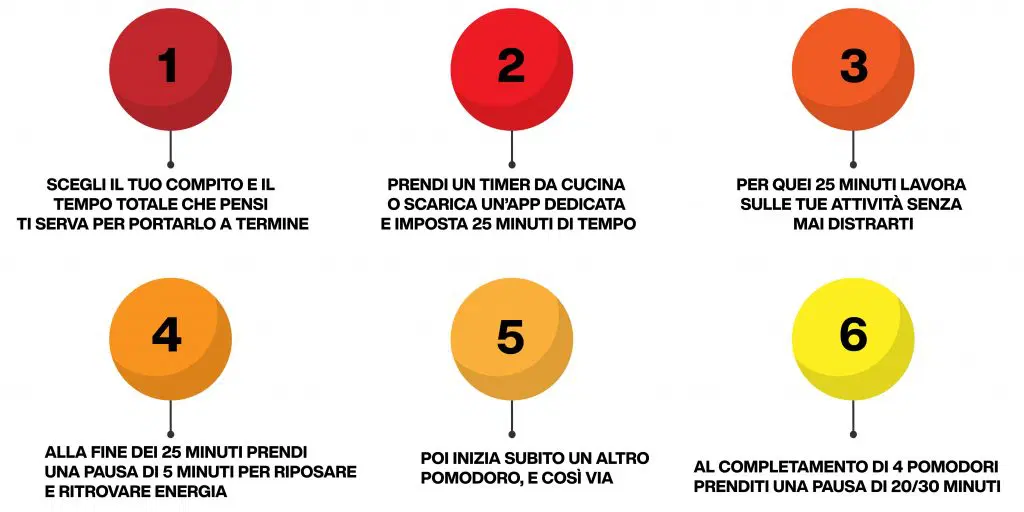 1
SCEGLI IL TUO COMPITO E IL
TEMPO TOTALE CHE PENSI
TI SERVA PER PORTARLO A TERMINE
2
PRENDI UN TIMER DA CUCINA
O SCARICA UN'APP DEDICATA
E IMPOSTA 25 MINUTI DI TEMPO
3
PER QUEI 25 MINUTI LAVORA
SULLE TUE ATTIVITÀ SENZA
MAI DISTRARTI
4
ALLA FINE DEI 25 MINUTI PRENDI
UNA PAUSA DI 5 MINUTI PER RIPOSARE
E RITROVARE ENERGIA
5
POI INIZIA SUBITO UN ALTRO
POMODORO, E COSÌ VIA
6
AL COMPLETAMENTO DI 4 POMODORI
PRENDITI UNA PAUSA DI 20/30 MINUTI